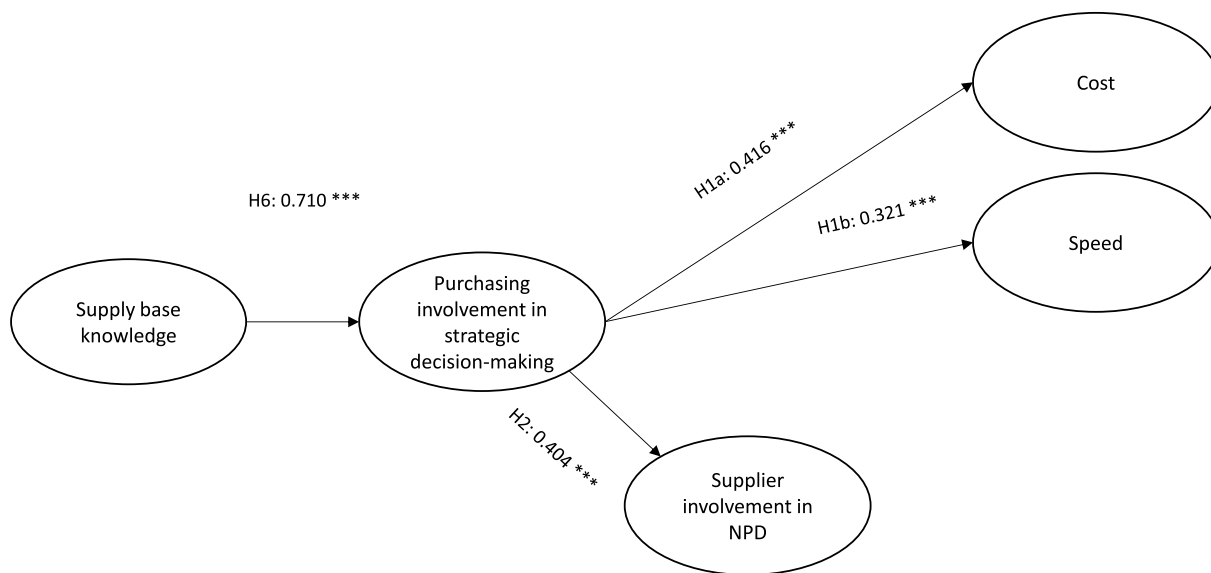 Cost
H1a: 0.416 ***
H6: 0.710 ***
H1b: 0.321 ***
Speed
Supply base
knowledge
Purchasing
involvement in
strategic
decision-making
H2: 0.404 ***
Supplier
involvement in
NPD